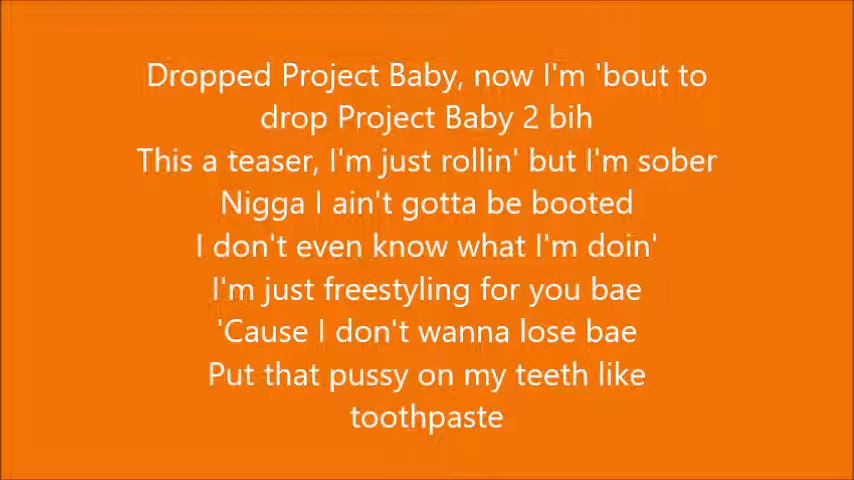 Dropped Project Baby, now I'm 'bout to
drop Project Baby 2 bih
This a teaser, I'm just rollin' but I'm sober
Nigga I ain't gotta be booted
I don't even know what I'm doin'
I'm just freestyling for you bae
'Cause I don't wanna lose bae
Put that pussy on my teeth like
toothpaste